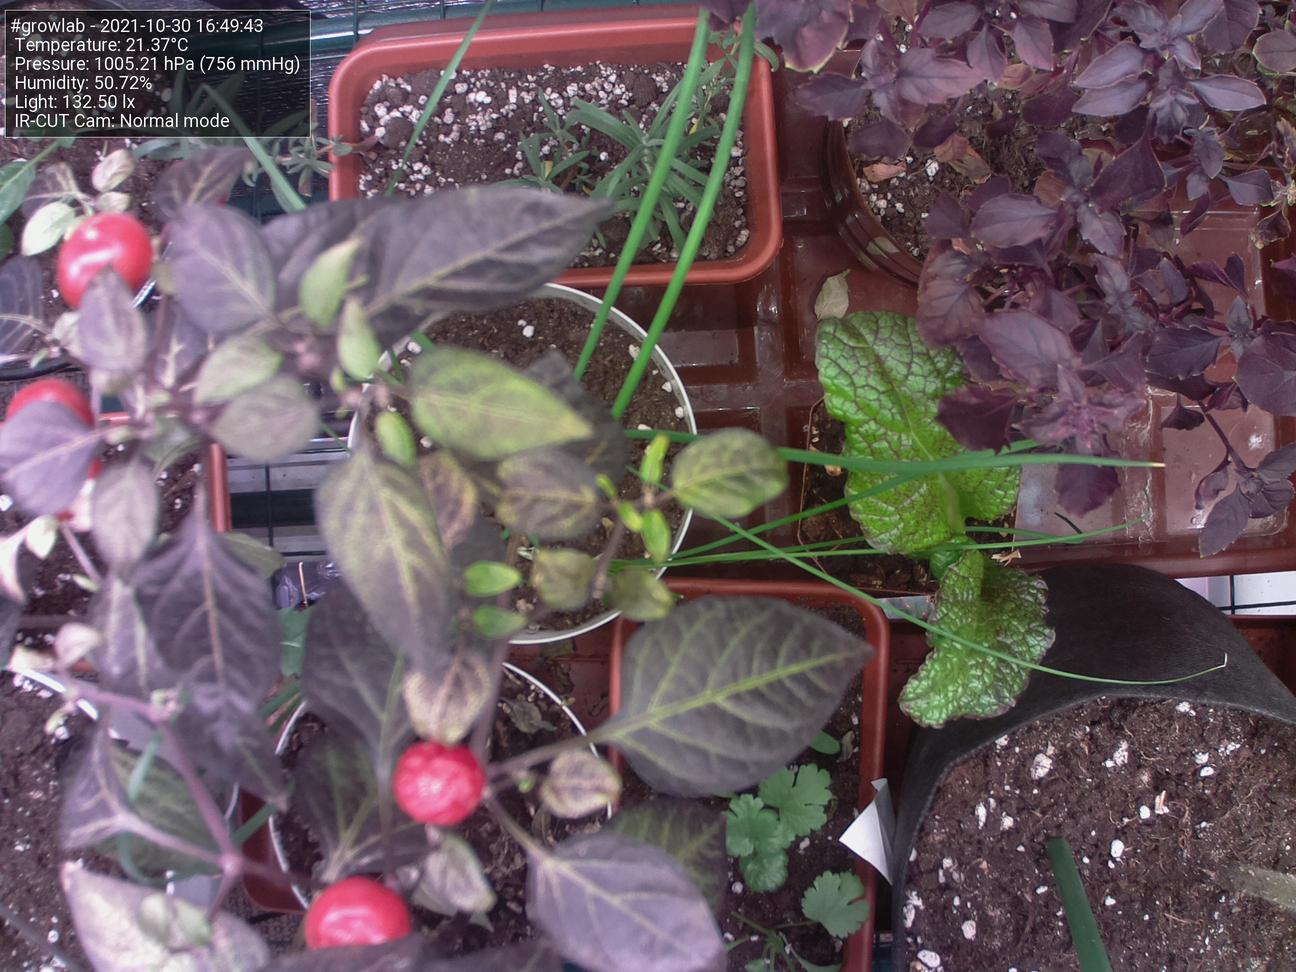 #growlab - 2021-10-30 16:49:43
Temperature: 21.37°C
Pressure: 1005.21 hPa (756 mmHg)
Humidity: 50.72%
Light: 132.50 lx
IR-CUT Cam: Normal mode